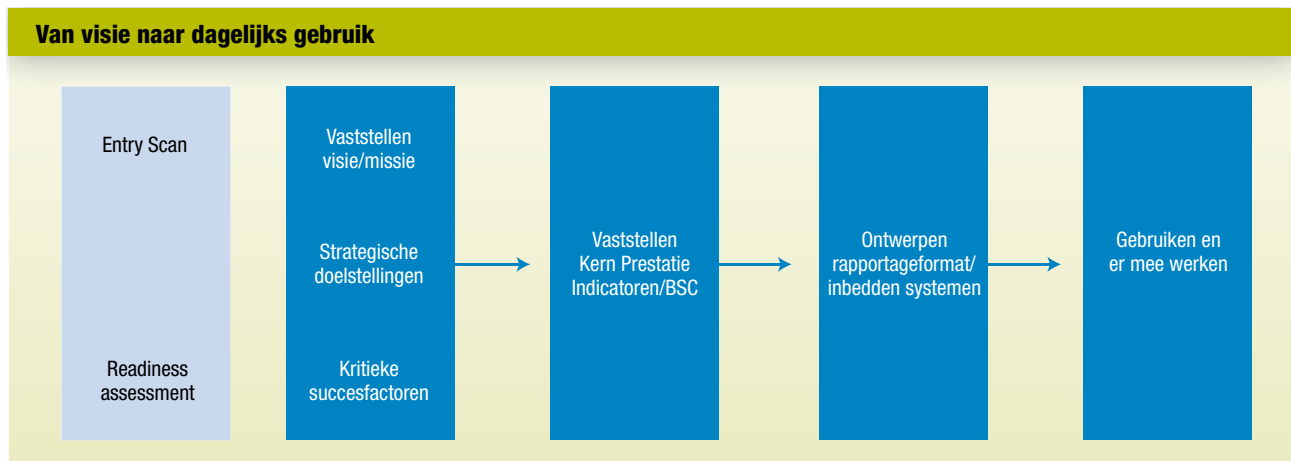 Van visie naar dagelijks gebruik
Entry Scan
Readiness
assessment
Vaststellen
visie/missie
Strategische
doelstellingen
Kritieke
succesfactoren
Vaststellen
Kern Prestatie
Indicatoren/BSC
Ontwerpen
rapportageformat/
inbedden systemen
Gebruiken en
er mee werken